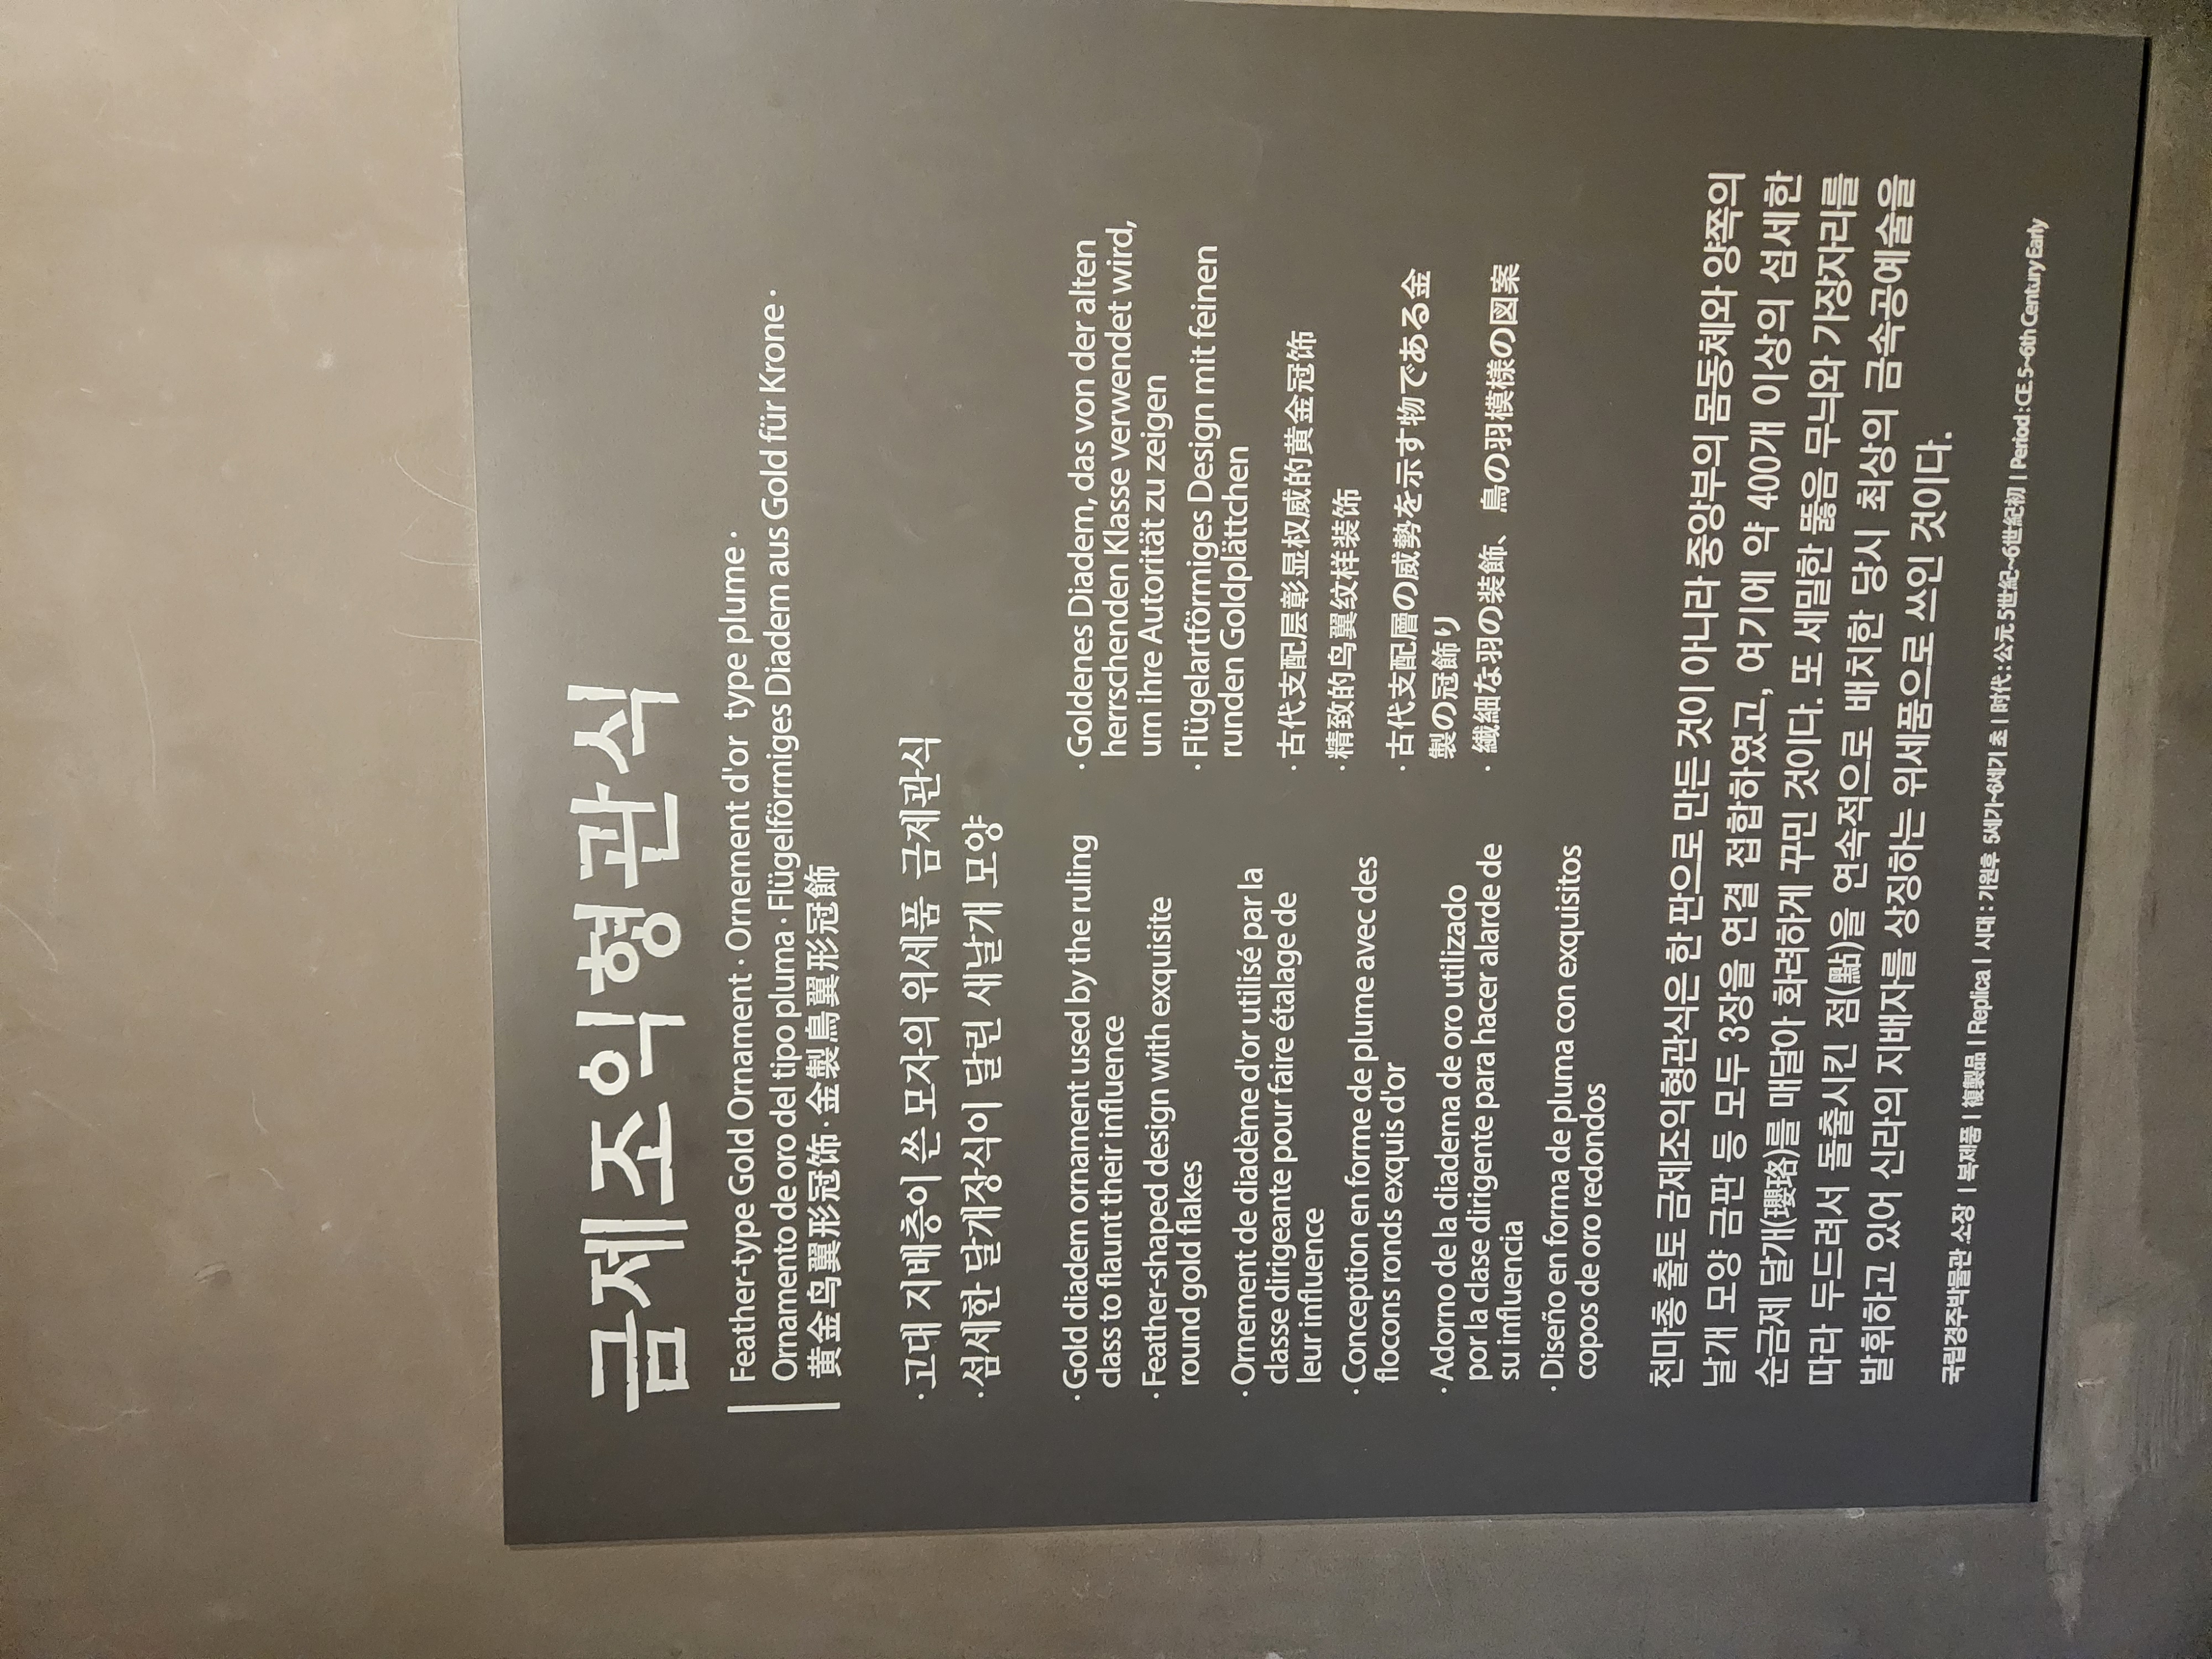 금제조익형관식
Feather-type Gold Ornament · Ornement d'or type plume ·
Ornamento de oro del tipo pluma · Flügelförmiges Diadem aus Gold für Krone ·
黄金鸟翼形冠饰 · 金製鳥翼形冠飾
· 고대 지배층이 쓴 모자의 위세품 금제관식
· 섬세한 달개장식이 달린 새날개 모양
· Gold diadem ornament used by the ruling
class to flaunt their influence
· Feather-shaped design with exquisite
round gold flakes
· Ornement de diadème d'or utilisé par la
classe dirigeante pour faire étalage de
leur influence
· Conception en forme de plume avec des
flocons ronds exquis d'or
· Adorno de la diadema de oro utilizado
por la clase dirigente para hacer alarde de
su influencia
· Diseño en forma de pluma con exquisitos
copos de oro redondos
· Goldenes Diadem, das von der alten
herrschenden Klasse verwendet wird,
um ihre Autorität zu zeigen
· Flügelartförmiges Design mit feinen
runden Goldplättchen
· 古代支配层彰显权威的黄金冠饰
· 精致的鸟翼纹样装饰
· 古代支配層の威勢を示す物である金
製の冠飾り
· 繊細な羽の装飾、鳥の羽模様の図案
천마총 출토 금제조익형관식은 한 판으로 만든 것이 아니라 중앙부의 몸동체와 양쪽의
날개 모양 금판 등 모두 3장을 연결 접합하였고, 여기에 약 400개 이상의 섬세한
순금제 달개(瓔珞)를 매달아 화려하게 꾸민 것이다. 또 세밀한 뚫음 무늬와 가장자리를
따라 두드려서 돌출시킨 점(點)을 연속적으로 배치한 당시 최상의 금속공예술을
발휘하고 있어 신라의 지배자를 상징하는 위세품으로 쓰인 것이다.
국립경주박물관 소장 | 복제품 | 複製品 | Replica | 시대 : 기원후 5세기~6세기 초 | 时代 : 公元 5世紀~6世紀初 | Period : CE. 5~6th Century Early